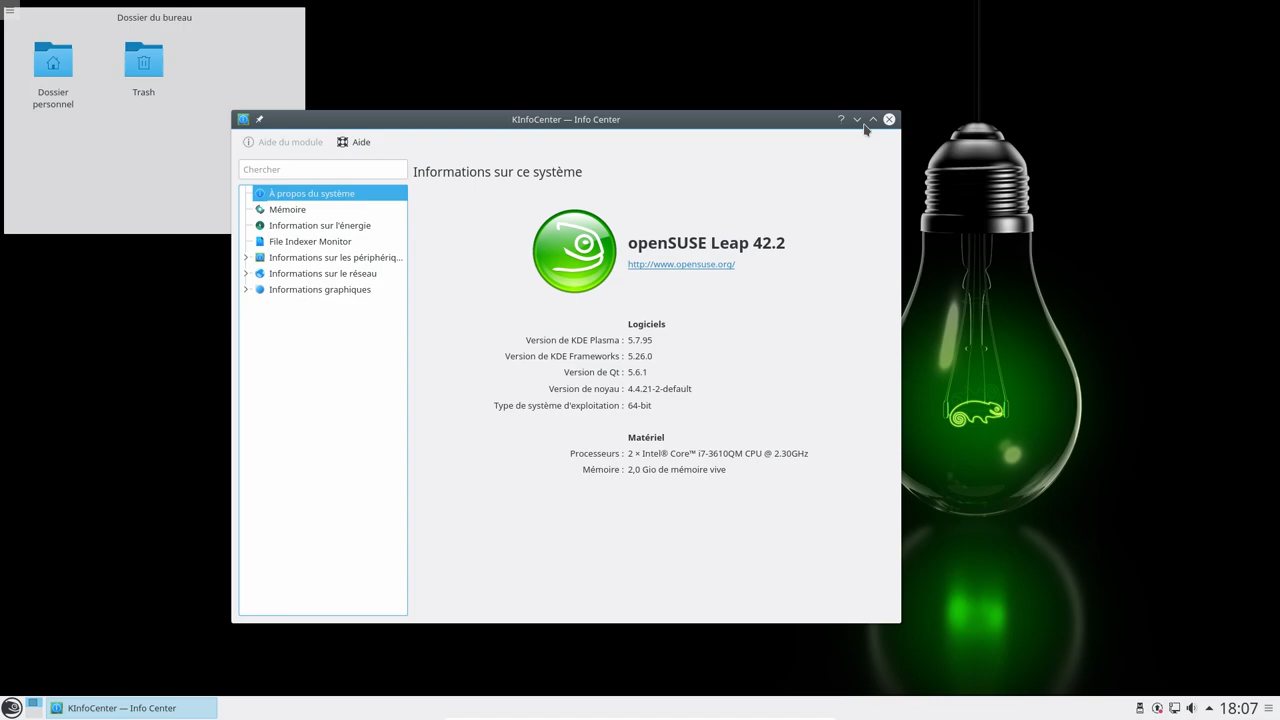 Dossier du bureau
Dossier
personnel
Trash
KInfoCenter — Info Center
Aide du module
Aide
Chercher
À propos du système
Mémoire
Information sur l'énergie
File Indexer Monitor
Informations sur les périphériq...
Informations sur le réseau
Informations graphiques
Informations sur ce système
openSUSE Leap 42.2
http://www.opensuse.org/
Logiciels
Version de KDE Plasma : 5.7.95
Version de KDE Frameworks : 5.26.0
Version de Qt : 5.6.1
Version de noyau : 4.4.21-2-default
Type de système d'exploitation : 64-bit
Matériel
Processeurs : 2 × Intel® Core™ i7-3610QM CPU @ 2.30GHz
Mémoire : 2,0 Gio de mémoire vive
KInfoCenter — Info Center
18:07